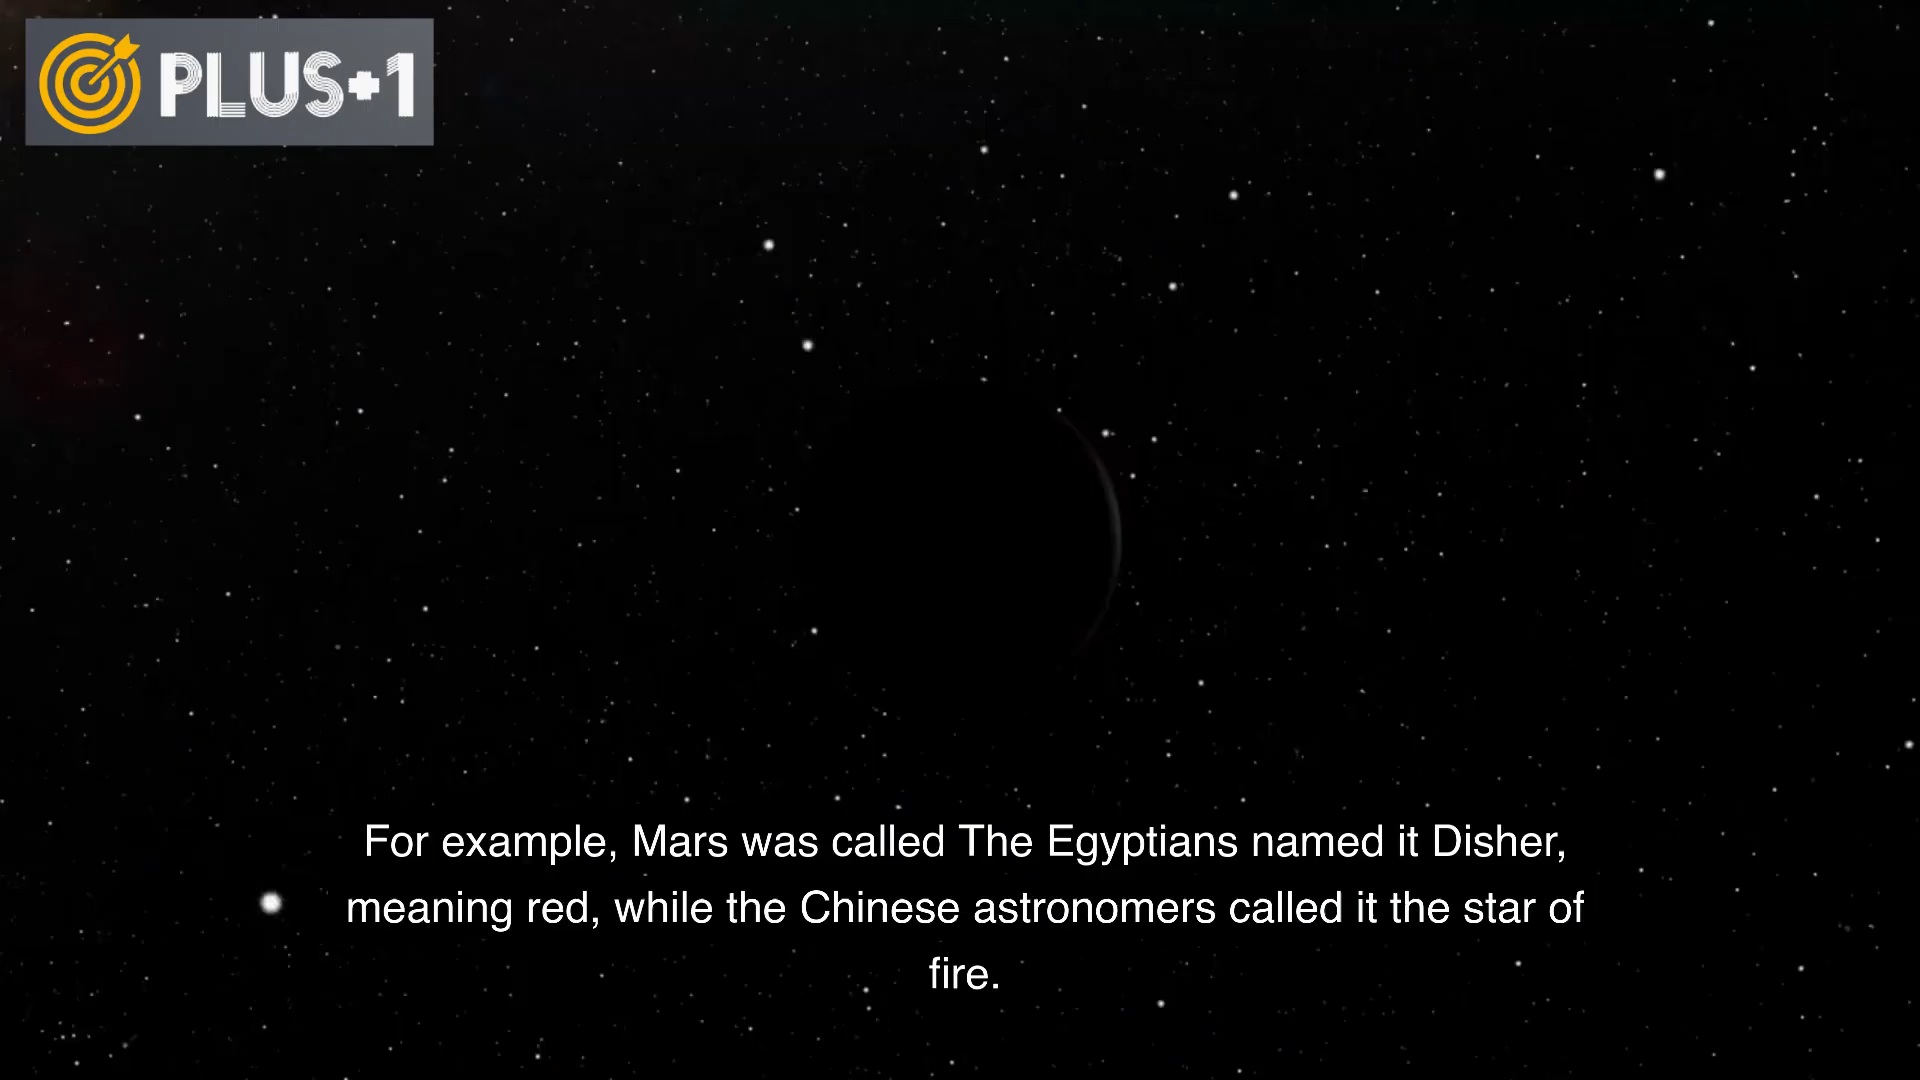 PLUS+1
For example, Mars was called The Egyptians named it Disher,
meaning red, while the Chinese astronomers called it the star of
fire.